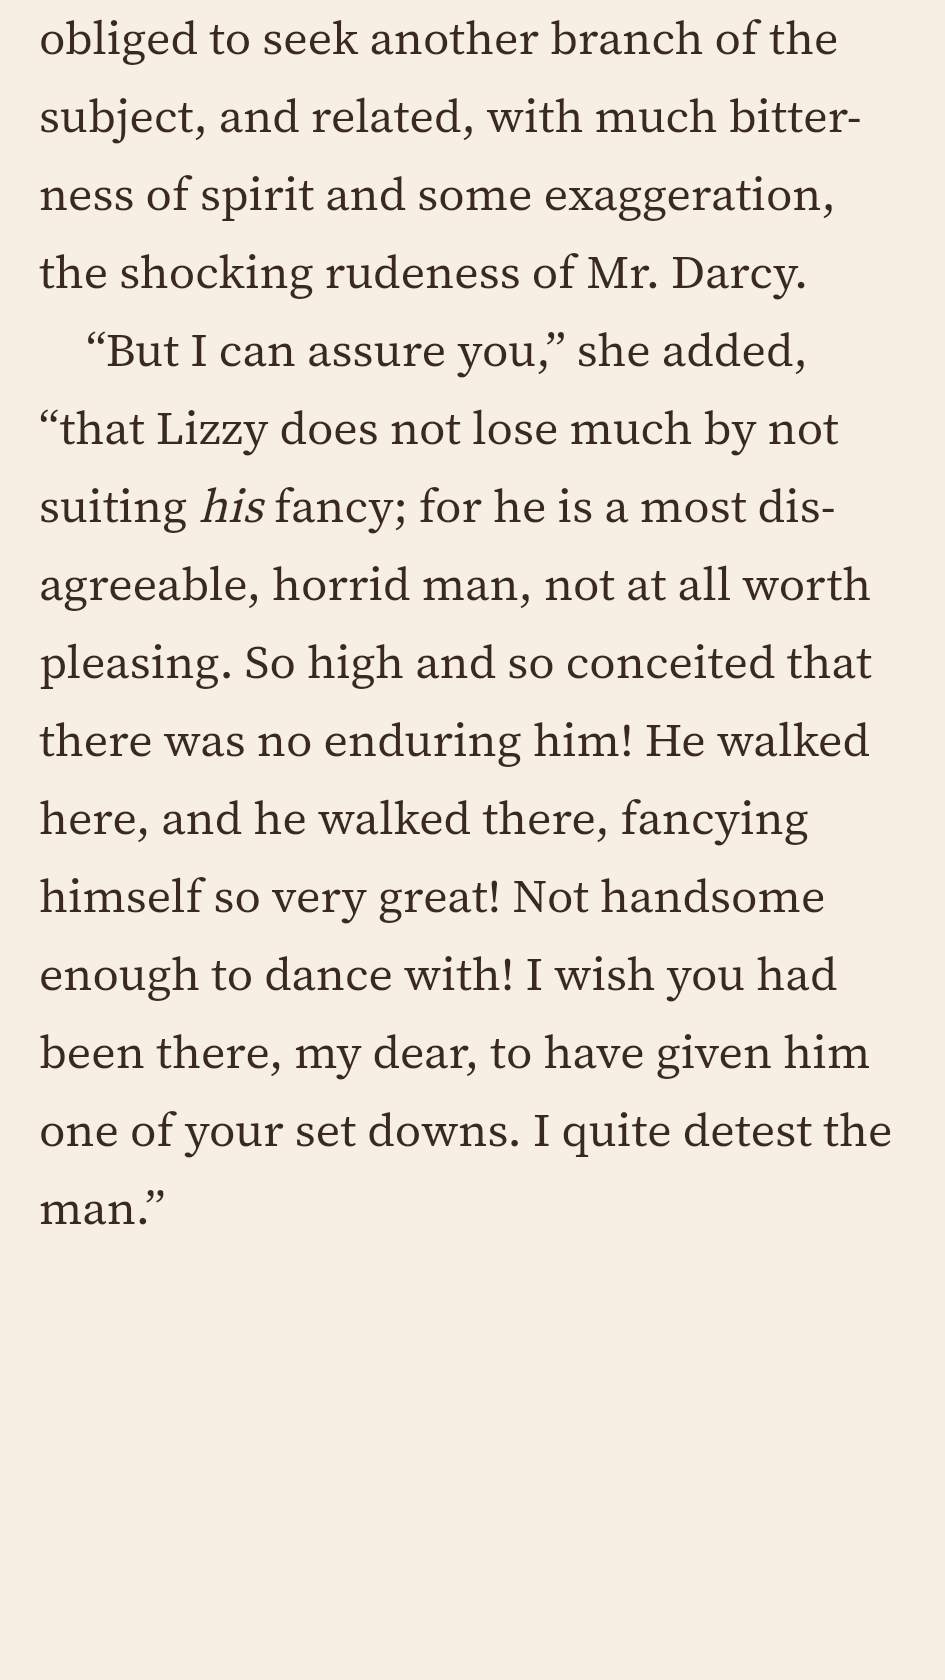 obliged to seek another branch of the
subject, and related, with much bitter-
ness of spirit and some exaggeration,
the shocking rudeness of Mr. Darcy.
“But I can assure you,” she added,
“that Lizzy does not lose much by not
suiting his fancy; for he is a most dis-
agreeable, horrid man, not at all worth
pleasing. So high and so conceited that
there was no enduring him! He walked
here, and he walked there, fancying
himself so very great! Not handsome
enough to dance with! I wish you had
been there, my dear, to have given him
one of your set downs. I quite detest the
man.”